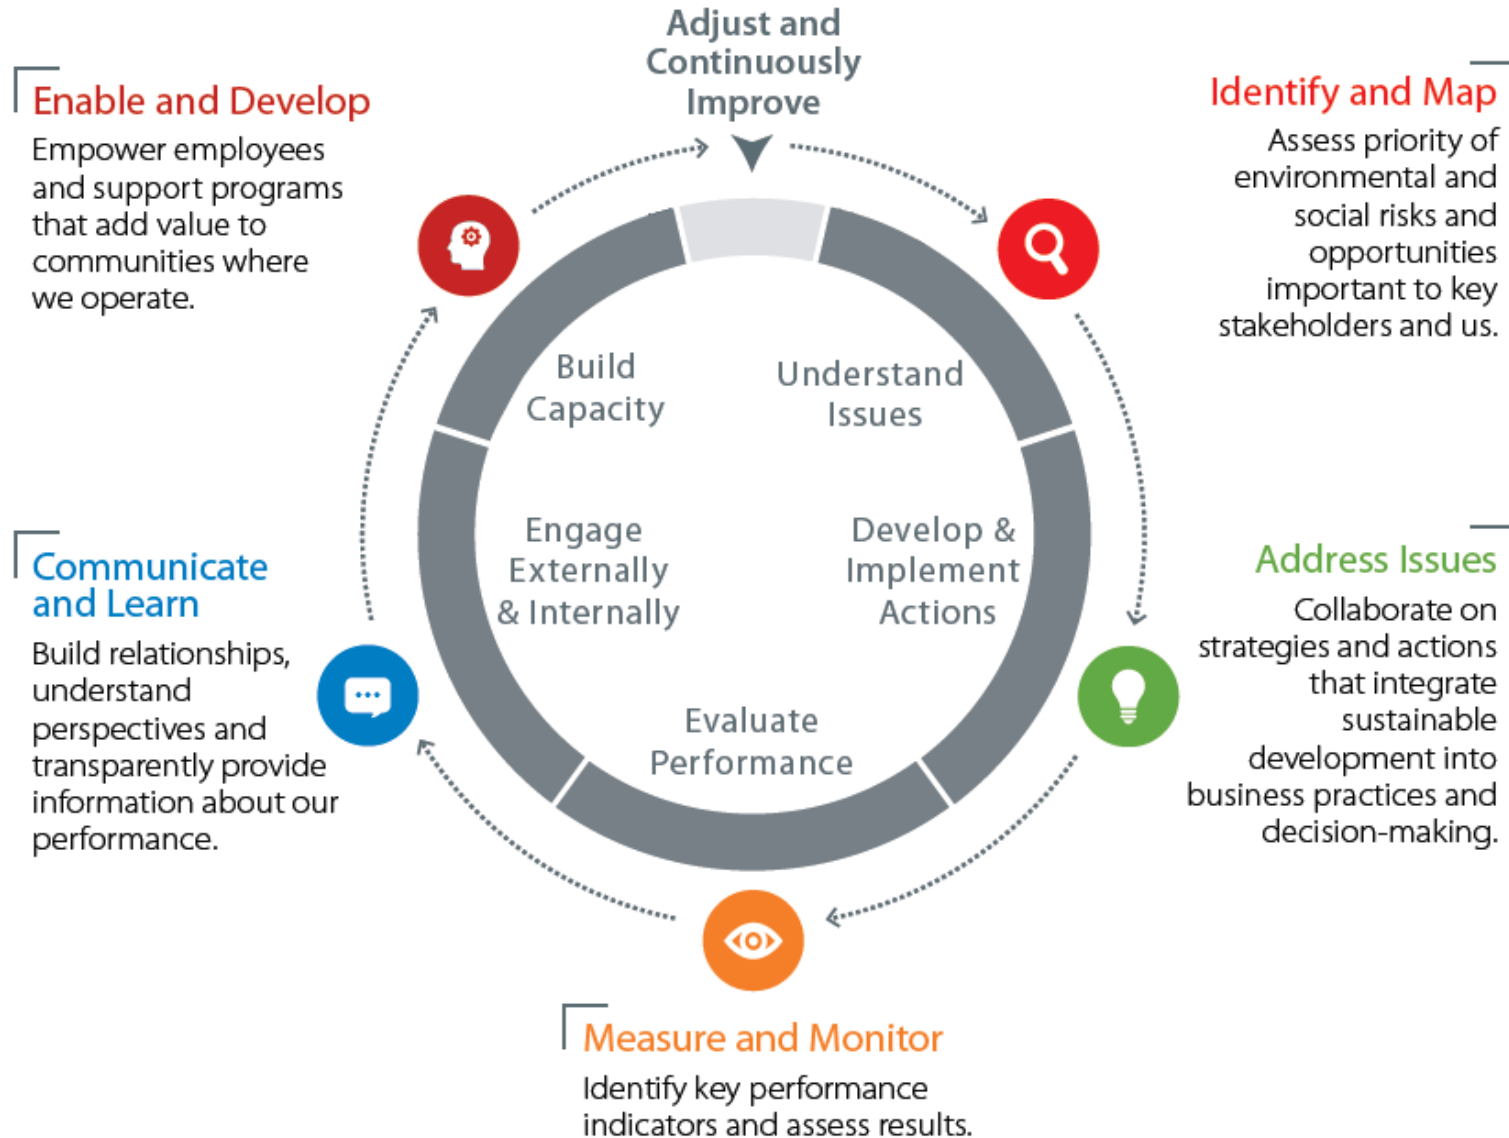 Adjust and
Continuously
Improve
Enable and Develop
Empower employees
and support programs
that add value to
communities where
we operate.
Identify and Map
Assess priority of
environmental and
social risks and
opportunities
important to key
stakeholders and us.
Build
Capacity
Understand
Issues
Engage
Externally
& Internally
Develop &
Implement
Actions
Evaluate
Performance
Communicate
and Learn
Build relationships,
understand
perspectives and
transparently provide
information about our
performance.
Address Issues
Collaborate on
strategies and actions
that integrate
sustainable
development into
business practices and
decision-making.
Measure and Monitor
Identify key performance
indicators and assess results.